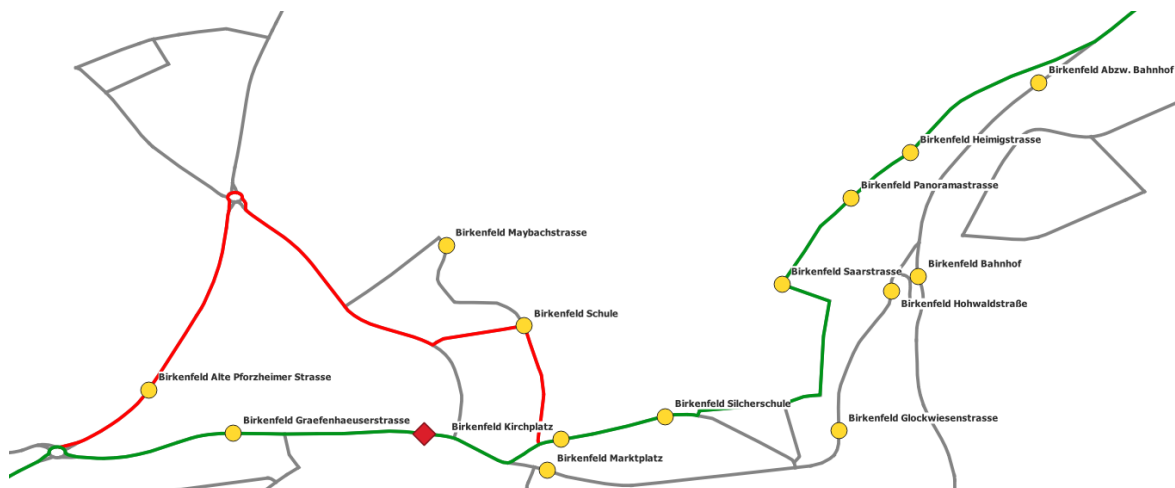 Birkenfeld Abzw. Bahnhof
Birkenfeld Heimigstrasse
Birkenfeld Panoramastrasse
Birkenfeld Maybachstrasse
Birkenfeld Bahnhof
Birkenfeld Saarstrasse
Birkenfeld Hohwaldstraße
Birkenfeld Schule
Birkenfeld Alte Pforzheimer Strasse
Birkenfeld Silcherschule
Birkenfeld Glockwiesenstrasse
Birkenfeld Graefenhaeuserstrasse
Birkenfeld Kirchplatz
Birkenfeld Marktplatz